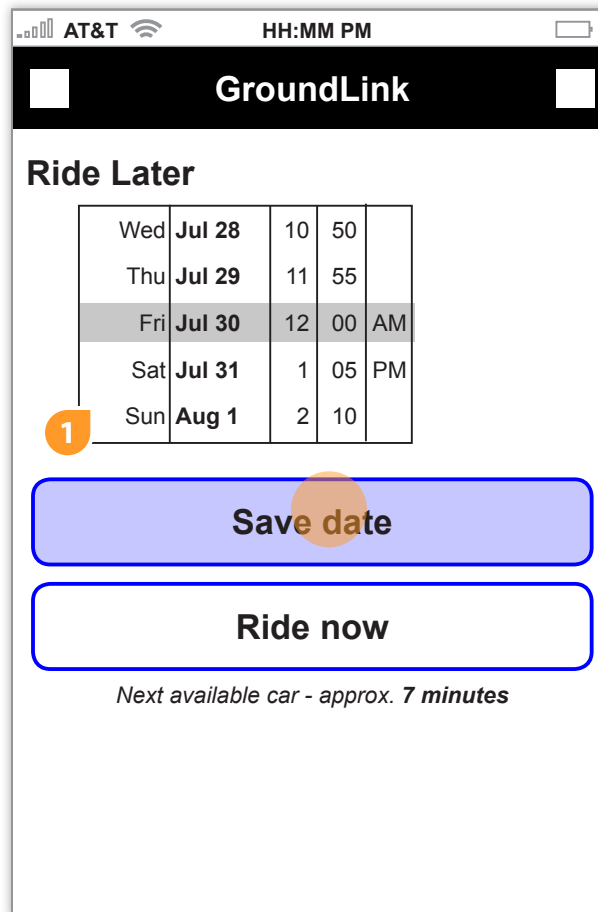 AT&T HH:MM PM
GroundLink
Ride Later
Wed Jul 28 10 50
Thu Jul 29 11 55
Fri Jul 30 12 00 AM
Sat Jul 31 1 05 PM
Sun Aug 1 2 10
1
Save date
Ride now
Next available car - approx. 7 minutes